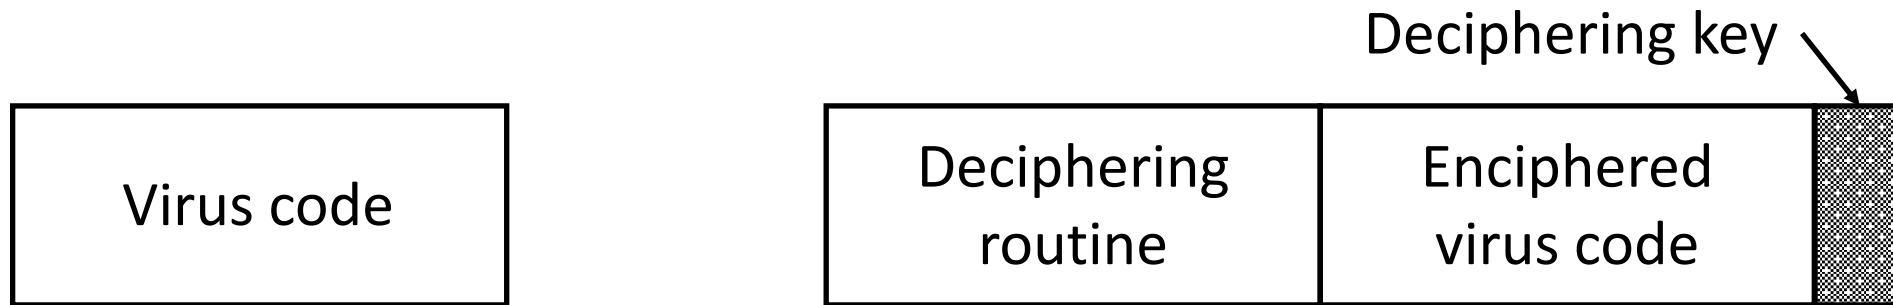 Deciphering key
Virus code
Deciphering
routine
Enciphered
virus code